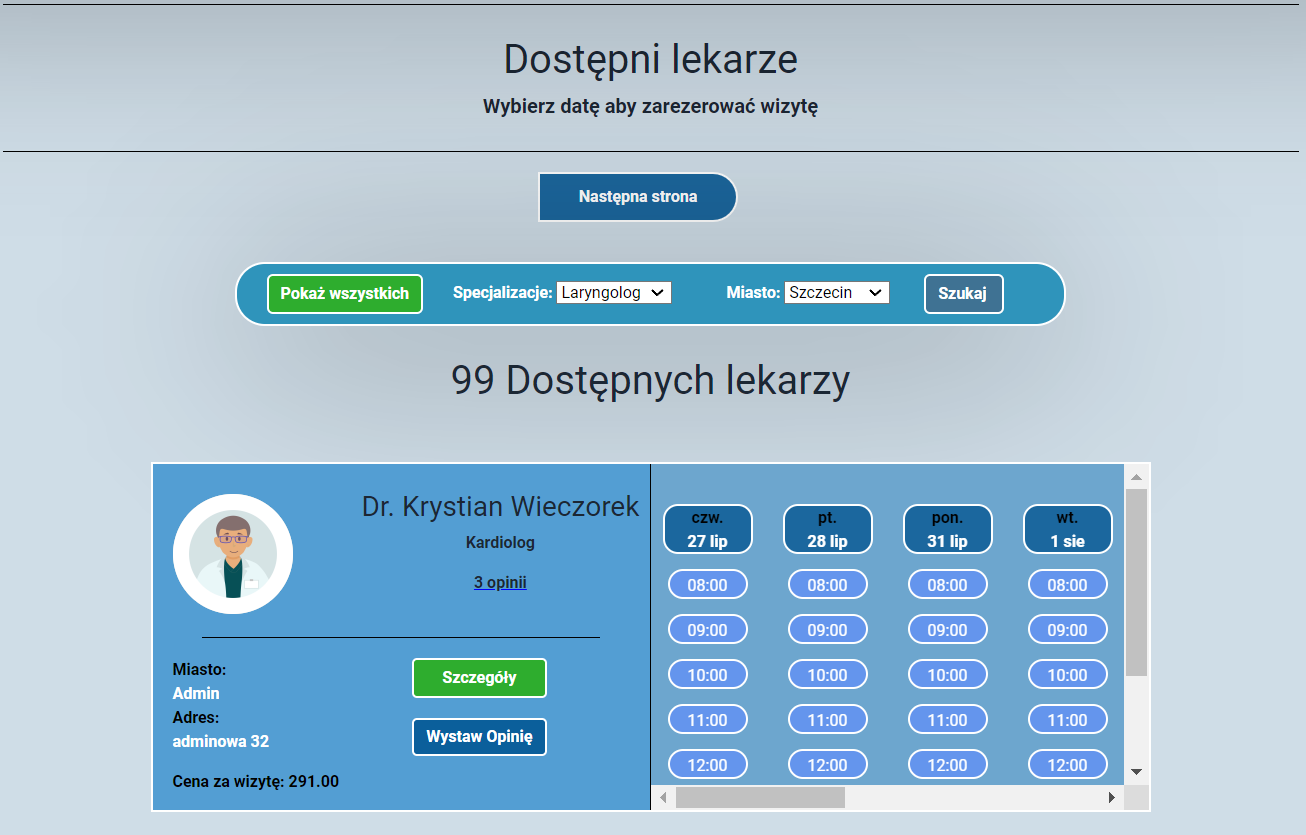 Dostępni lekarze
Wybierz datę aby zarezerować wizytę
Następna strona
Pokaż wszystkich Specjalizacje: Laryngolog Miasto: Szczecin Szukaj
99 Dostępnych lekarzy
Dr. Krystian Wieczorek
Kardiolog
3 opinii
Miasto:
Admin
Adres:
adminowa 32
Cena za wizytę: 291.00
Szczegóły
Wystaw Opinię
czw. pt. pon. wt.
27 lip 28 lip 31 lip 1 sie
08:00 08:00 08:00 08:00
09:00 09:00 09:00 09:00
10:00 10:00 10:00 10:00
11:00 11:00 11:00 11:00
12:00 12:00 12:00 12:00